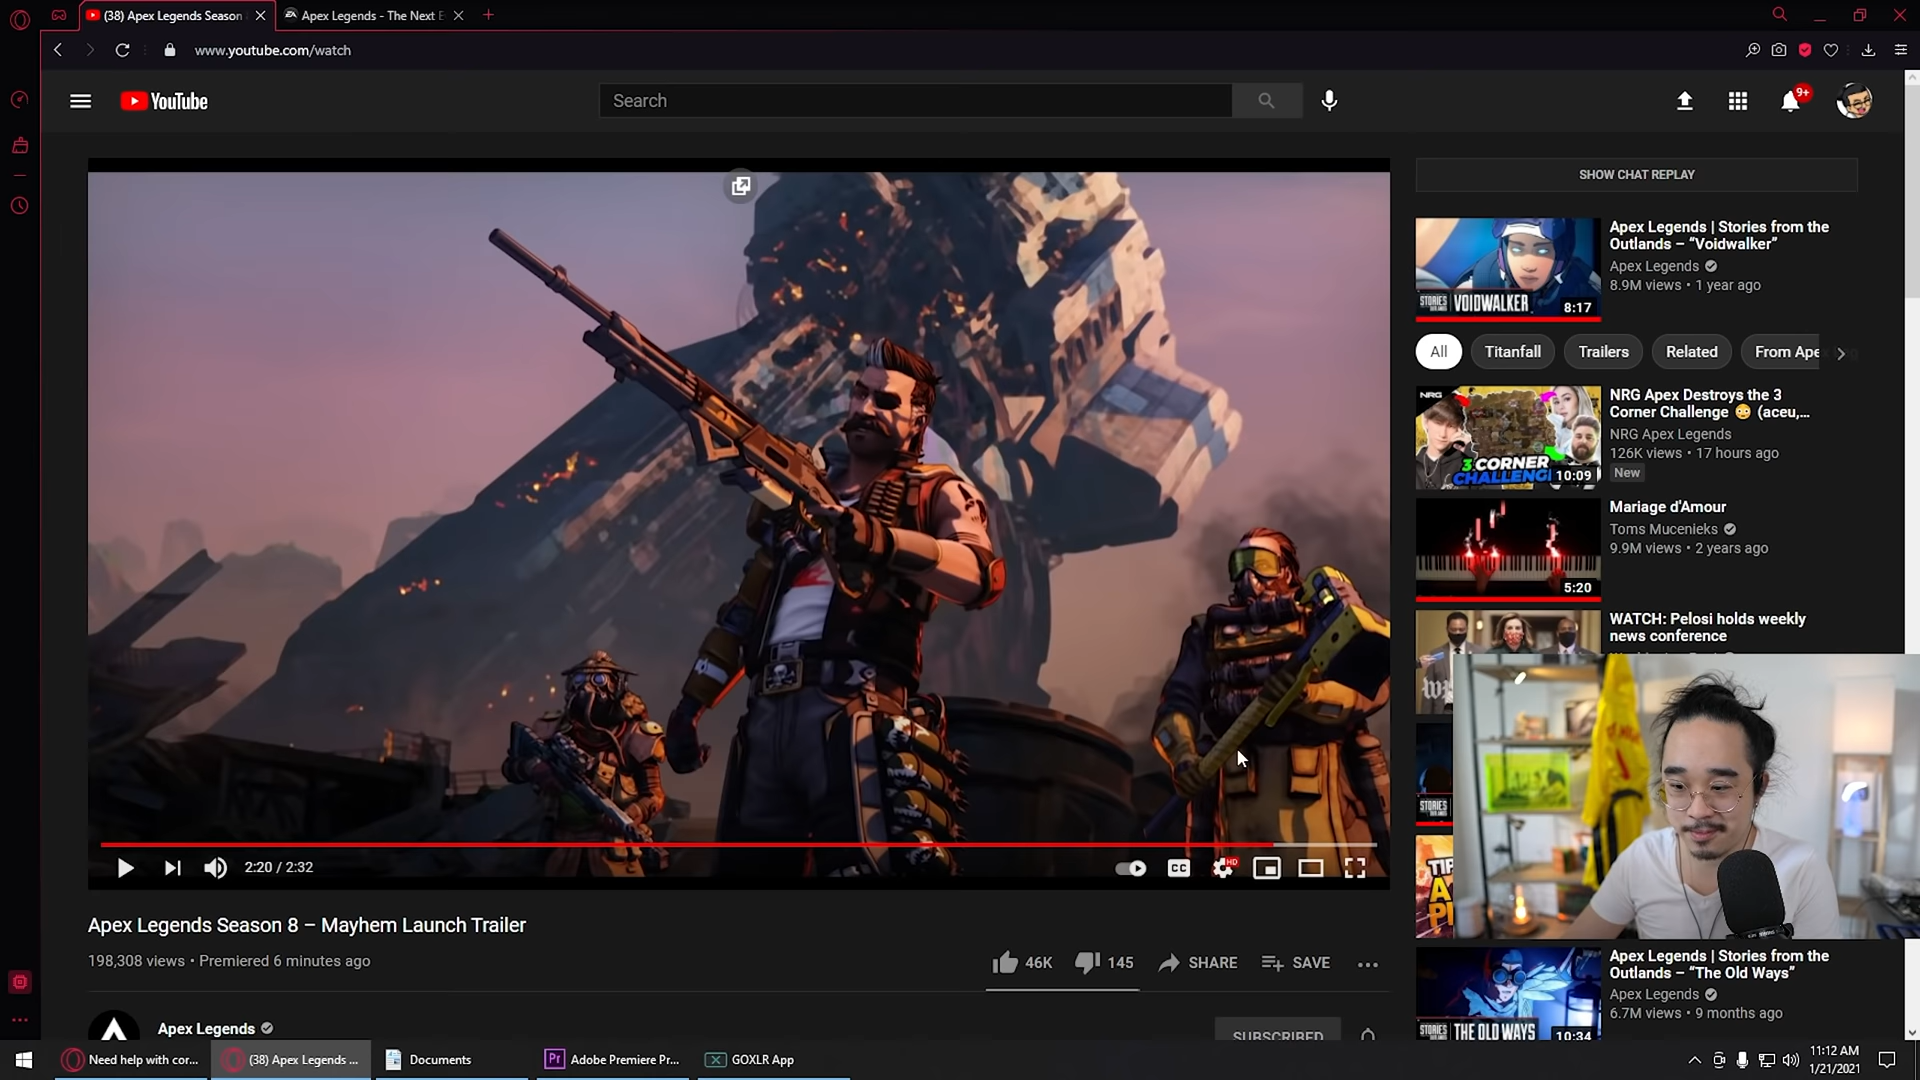 (38) Apex Legends Season
Apex Legends - The Next E
www.youtube.com/watch
YouTube
Search
9+
SHOW CHAT REPLAY
STORIES VOIDWALKER
8:17
Apex Legends | Stories from the
Outlands – “Voidwalker”
Apex Legends
8.9M views • 1 year ago
All
Titanfall
Trailers
Related
From Ape
NRG
3 CORNER
CHALLENGE
10:09
NRG Apex Destroys the 3
Corner Challenge 😳 (aceu,...
NRG Apex Legends
126K views • 17 hours ago
New
5:20
Mariage d'Amour
Toms Mucenieks
9.9M views • 2 years ago
WATCH: Pelosi holds weekly
news conference
STORIES
TIP
A
PI
2:20 / 2:32
CC
HD
Apex Legends Season 8 – Mayhem Launch Trailer
198,308 views • Premiered 6 minutes ago
46K
145
SHARE
SAVE
Apex Legends
SUBSCRIBED
STORIES THE OLD WAYS
10:34
Apex Legends | Stories from the
Outlands – “The Old Ways”
Apex Legends
6.7M views • 9 months ago
Need help with cor...
(38) Apex Legends ...
Documents
Pr
Adobe Premiere Pr...
GOXLR App
11:12 AM
1/21/2021